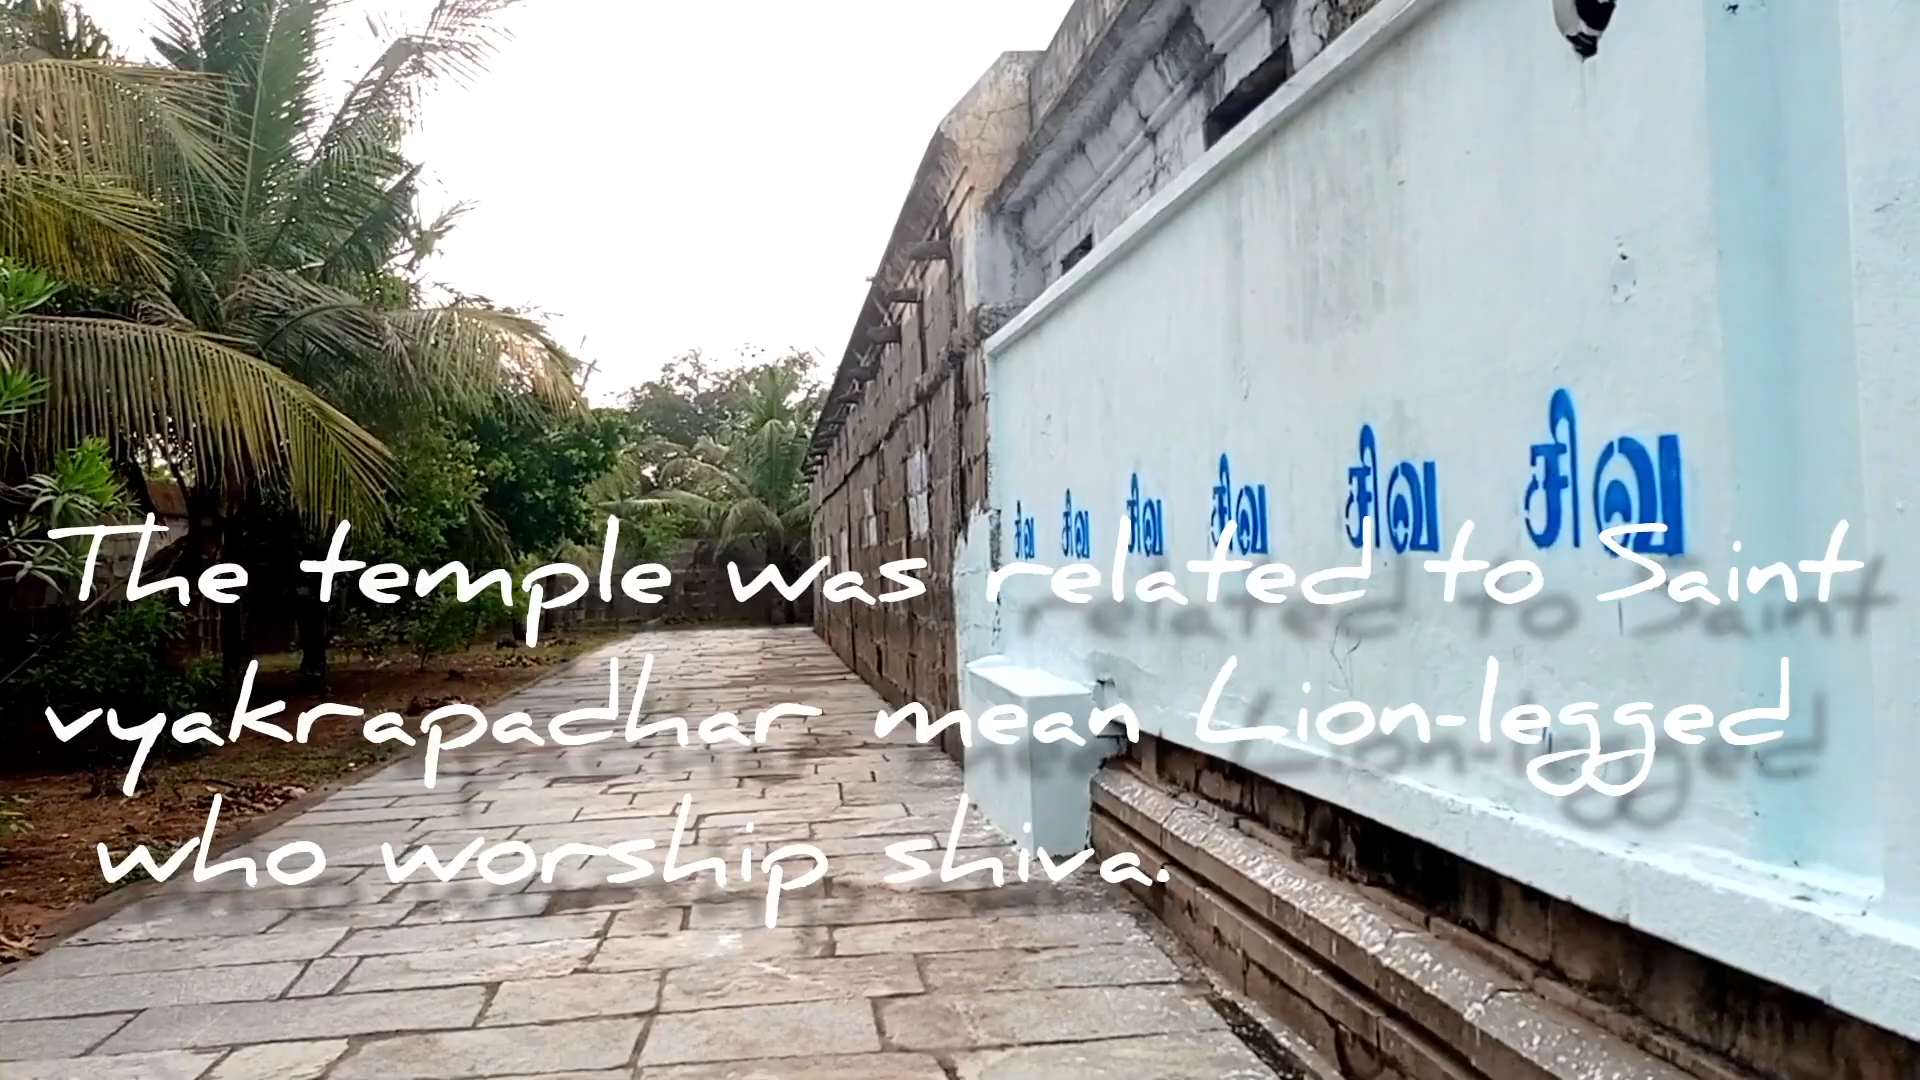 சிவ சிவ சிவ சிவ சிவ சிவ
The temple was related to Saint
vyakrapadhar mean Lion-legged
who worship shiva.